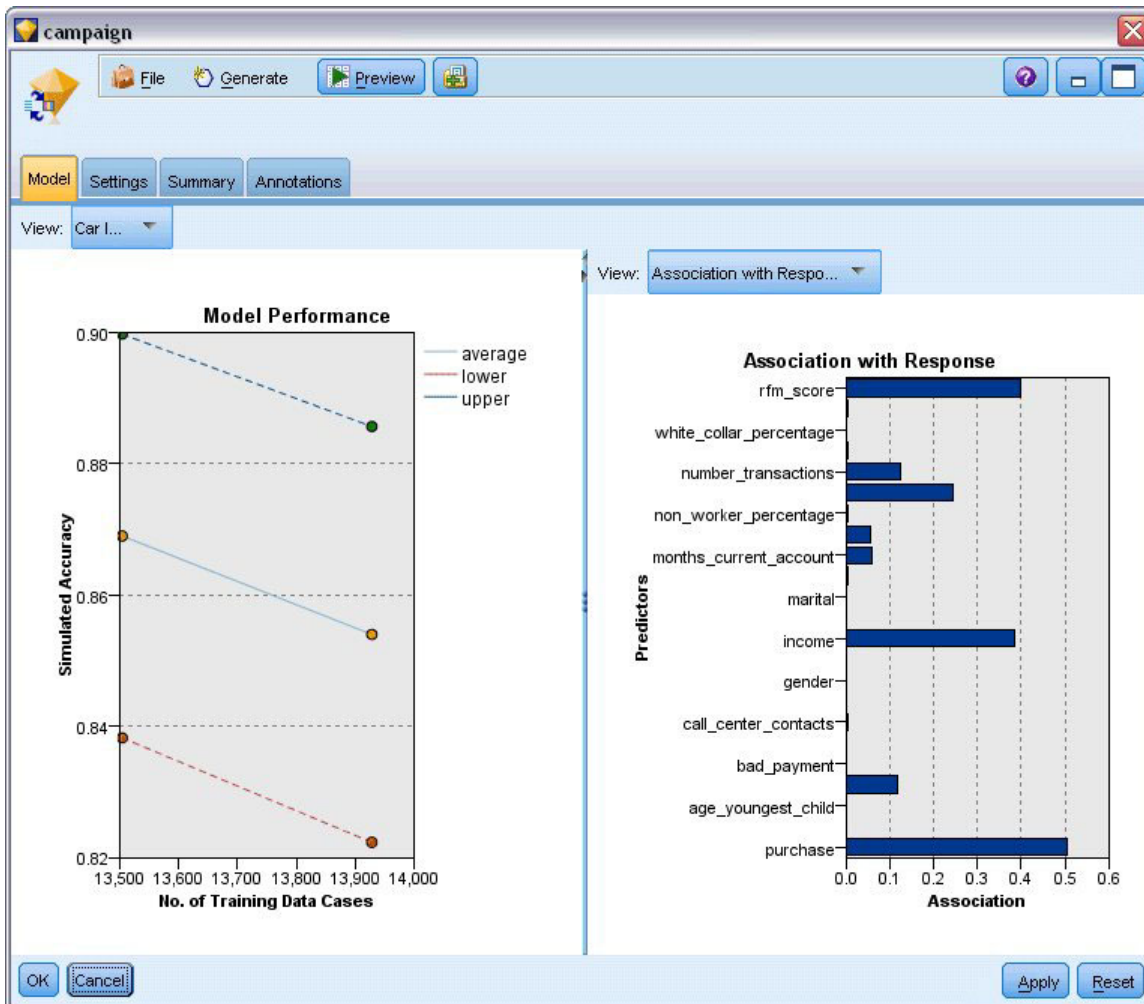 campaign
File Generate Preview
Model Settings Summary Annotations
View: Car I...
Model Performance
0.90
0.88
0.86
0.84
0.82
Simulated Accuracy
13,500 13,600 13,700 13,800 13,900 14,000
No. of Training Data Cases
average
lower
upper
View: Association with Respo...
Association with Response
rfm_score
white_collar_percentage
number_transactions
non_worker_percentage
months_current_account
marital
income
gender
call_center_contacts
bad_payment
age_youngest_child
purchase
Predictors
0.0 0.1 0.2 0.3 0.4 0.5 0.6
Association
OK Cancel Apply Reset